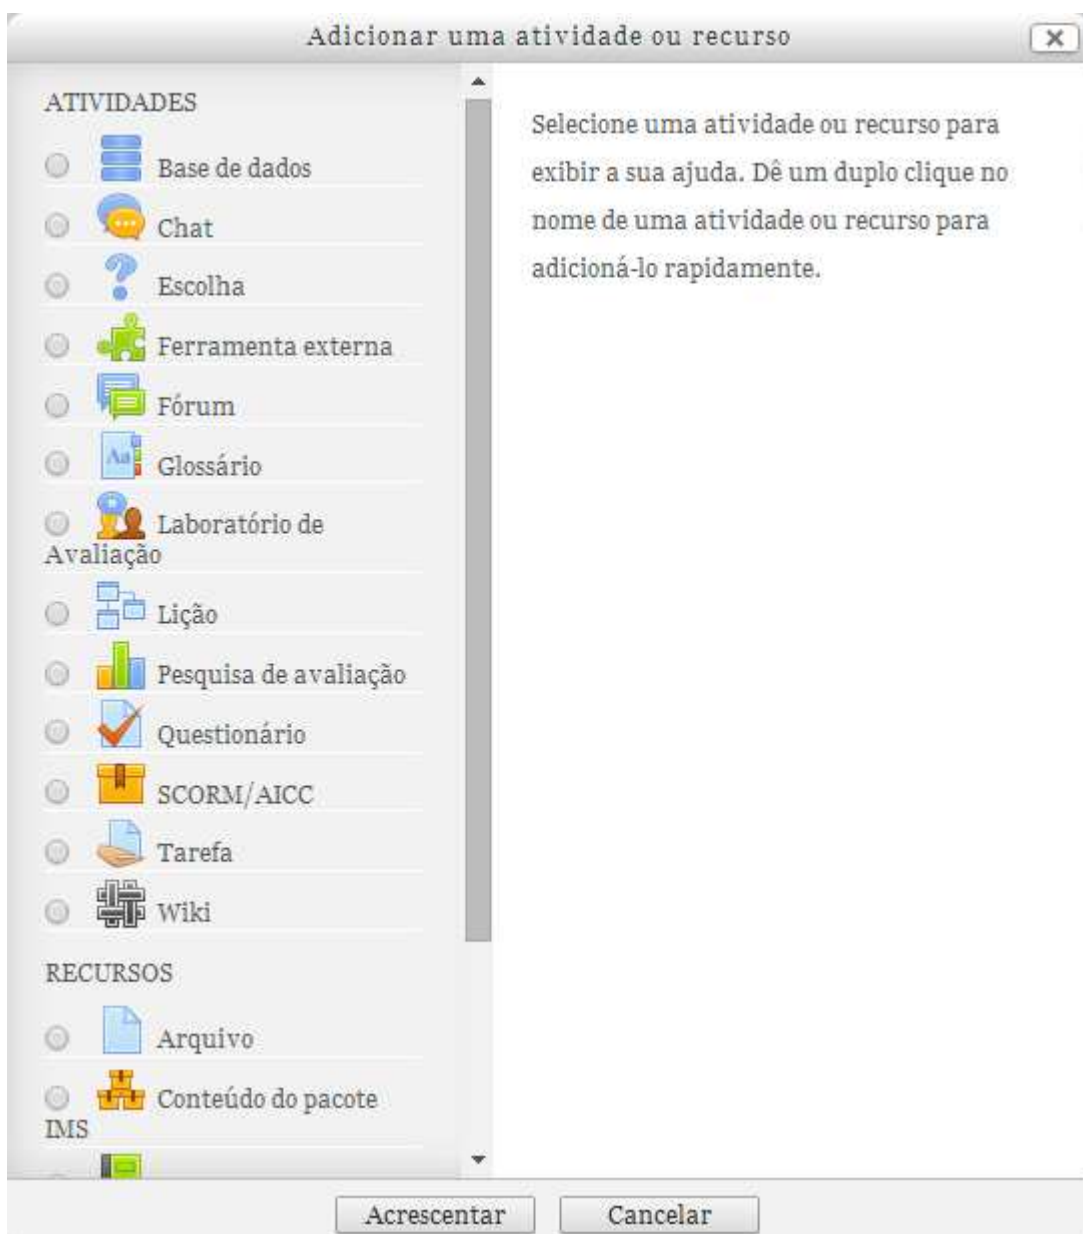 Adicionar uma atividade ou recurso
ATIVIDADES
Base de dados
Chat
Escolha
Ferramenta externa
Fórum
Aa
Glossário
Laboratório de
Avaliação
Lição
Pesquisa de avaliação
Questionário
SCORM/AICC
Tarefa
Wiki
RECURSOS
Arquivo
Conteúdo do pacote
IMS
Selecione uma atividade ou recurso para
exibir a sua ajuda. Dê um duplo clique no
nome de uma atividade ou recurso para
adicioná-lo rapidamente.
Acrescentar
Cancelar